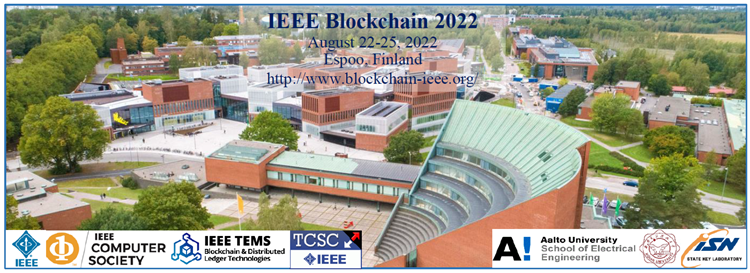 IEEE Blockchain 2022
August 22-25, 2022
Espoo, Finland
http://www.blockchain-ieee.org/
IEEE
IEEE
COMPUTER
SOCIETY
IEEE TEMS
Blockchain & Distributed
Ledger Technologies
TCSC
IEEE
A!
Aalto University
School of Electrical
Engineering
ISN
STATE KEY LABORATORY